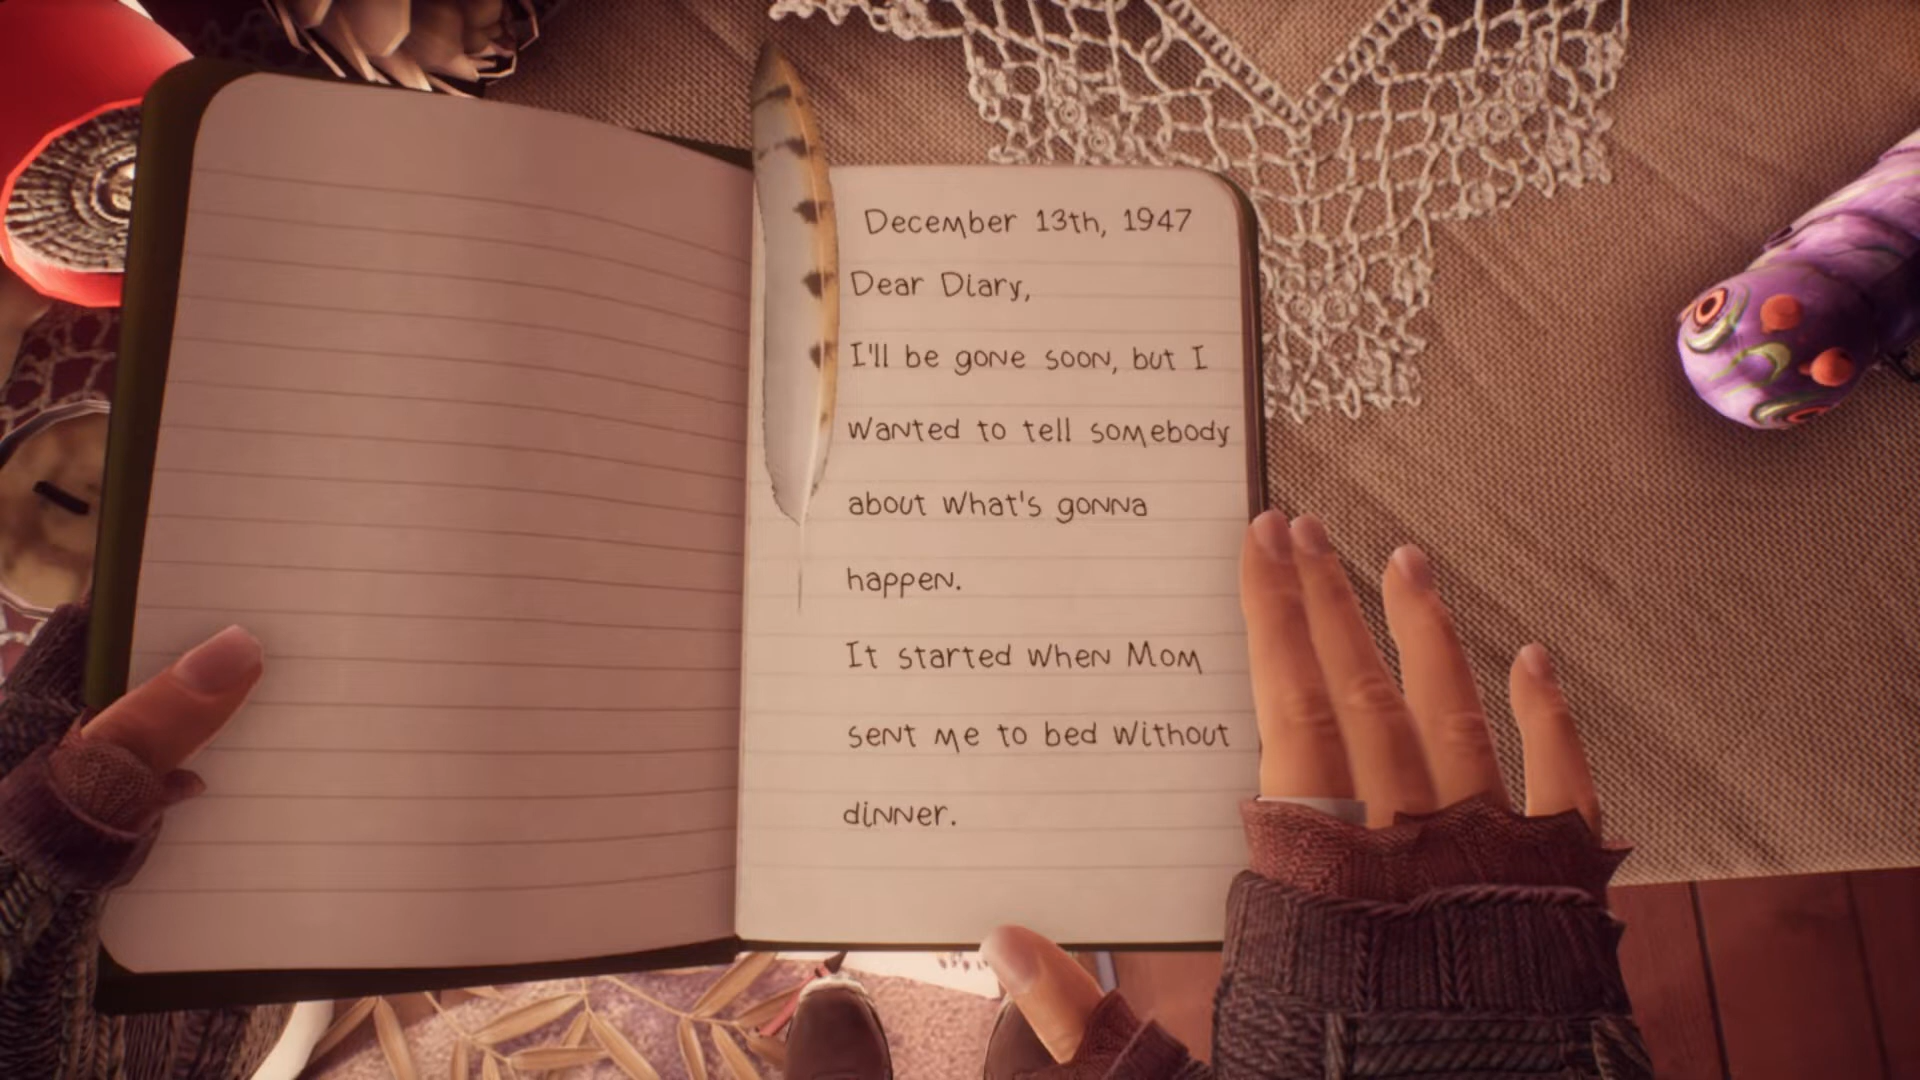 December 13th, 1947
Dear Diary,
I'll be gone soon, but I
wanted to tell somebody
about what's gonna
happen.
It started when Mom
sent me to bed without
dinner.